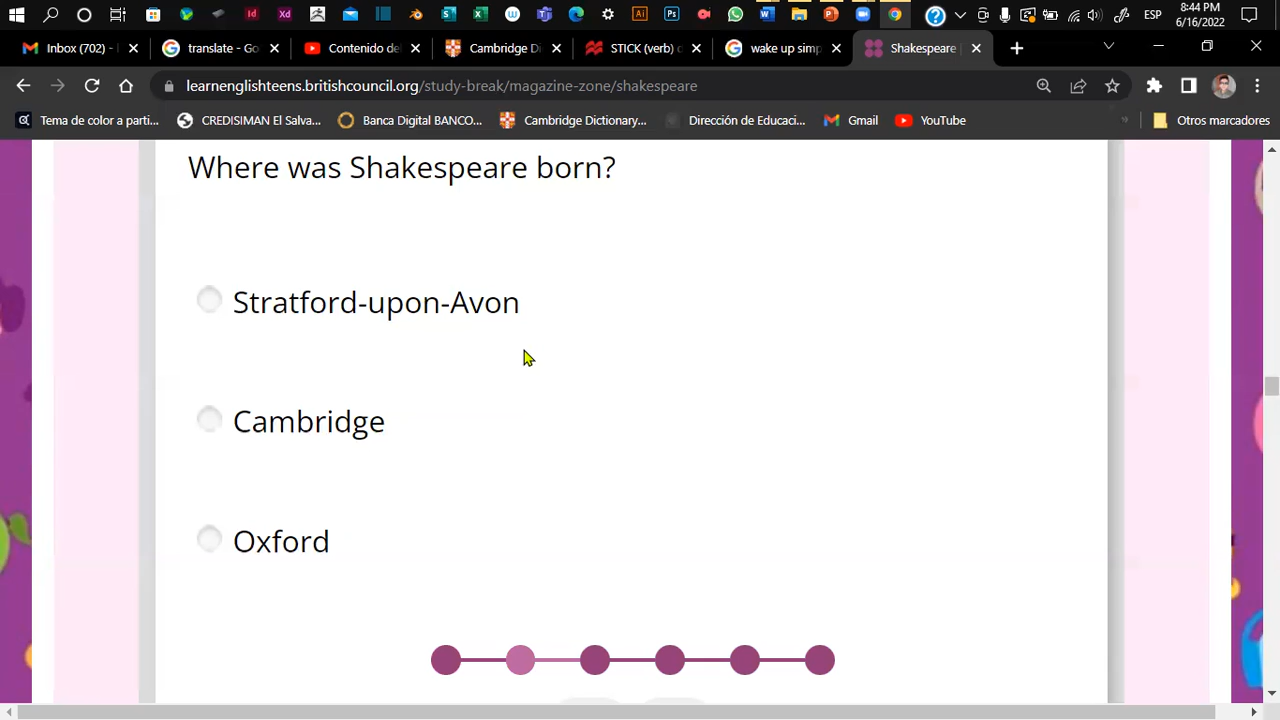 8:44 PM
ESP
6/16/2022
Inbox (702) -
translate - Go
Contenido del
Cambridge Di
STICK (verb) c
wake up simp
Shakespeare
learnenglishteens.britishcouncil.org/study-break/magazine-zone/shakespeare
Tema de color a parti...
CREDISIMAN El Salva...
Banca Digital BANCO...
Cambridge Dictionary...
Dirección de Educaci...
Gmail
YouTube
Otros marcadores
Where was Shakespeare born?
Stratford-upon-Avon
Cambridge
Oxford